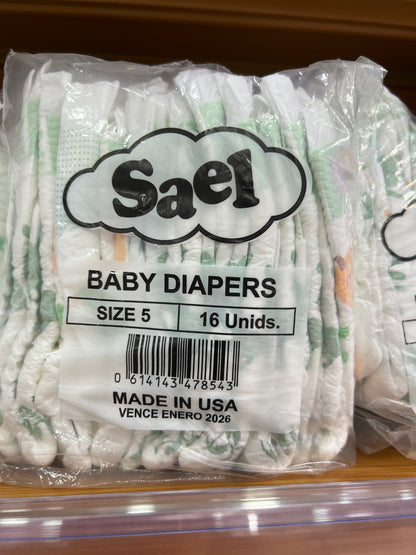 Sael
BABY DIAPERS
SIZE 5
16 Unids.
0 614143 478543
MADE IN USA
VENCE ENERO 2026